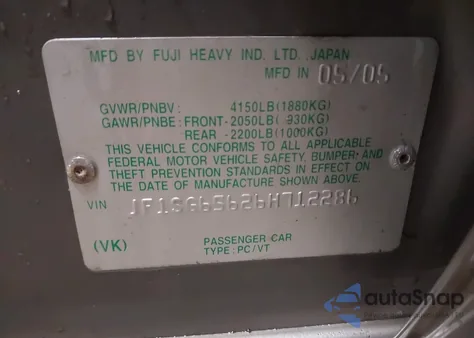 MFD BY FUJI HEAVY IND. LTD. JAPAN
MFD IN 05/05
GVWR/PNBV: 4150LB(1880KG)
GAWR/PNBE: FRONT-2050LB( 930KG)
REAR -2200LB(1000KG)
THIS VEHICLE CONFORMS TO ALL APPLICABLE
FEDERAL MOTOR VEHICLE SAFETY, BUMPER, AND
THEFT PREVENTION STANDARDS IN EFFECT ON
THE DATE OF MANUFACTURE SHOWN ABOVE.
VIN JF1SG65626H712286
(VK) PASSENGER CAR
TYPE: PC/VT
autoSnap